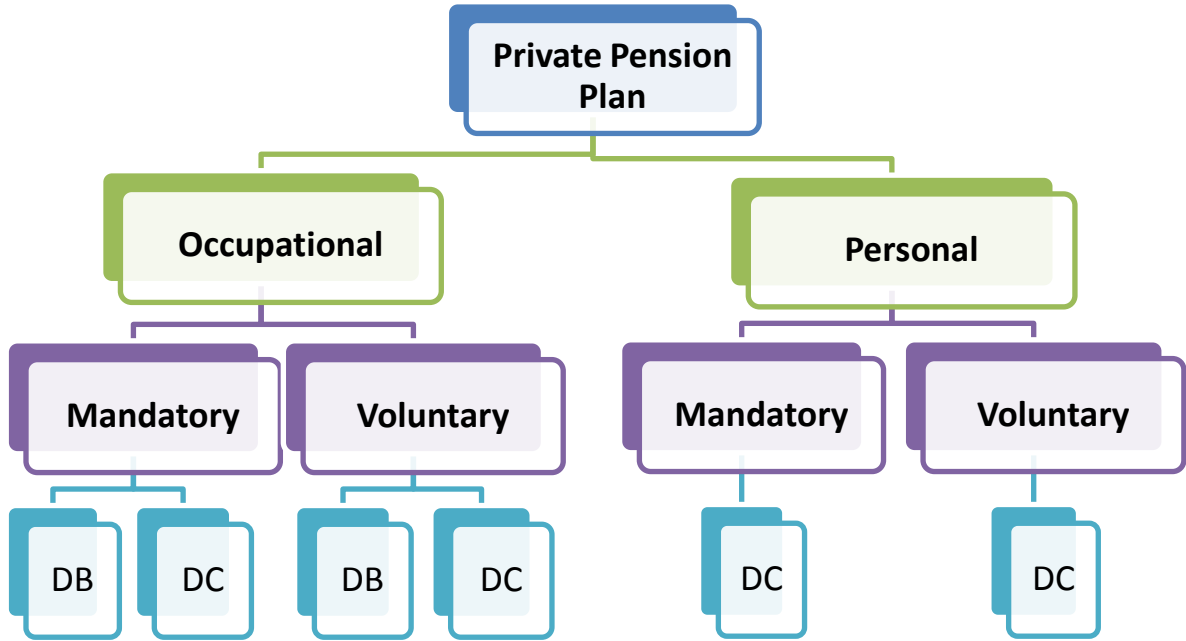 Private Pension
Plan
Occupational
Personal
Mandatory
Voluntary
Mandatory
Voluntary
DB
DC
DB
DC
DC
DC